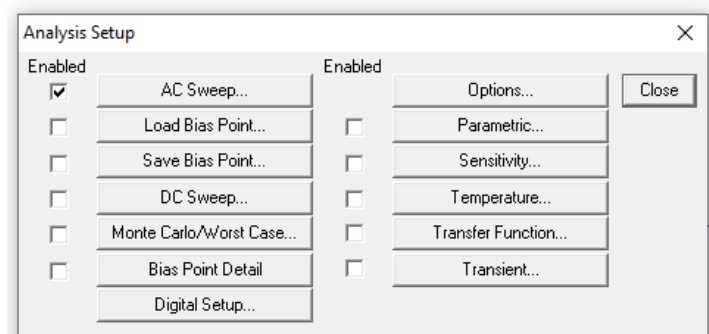 Analysis Setup
Enabled Enabled
AC Sweep... Options... Close
Load Bias Point... Parametric...
Save Bias Point... Sensitivity...
DC Sweep... Temperature...
Monte Carlo/Worst Case... Transfer Function...
Bias Point Detail Transient...
Digital Setup...